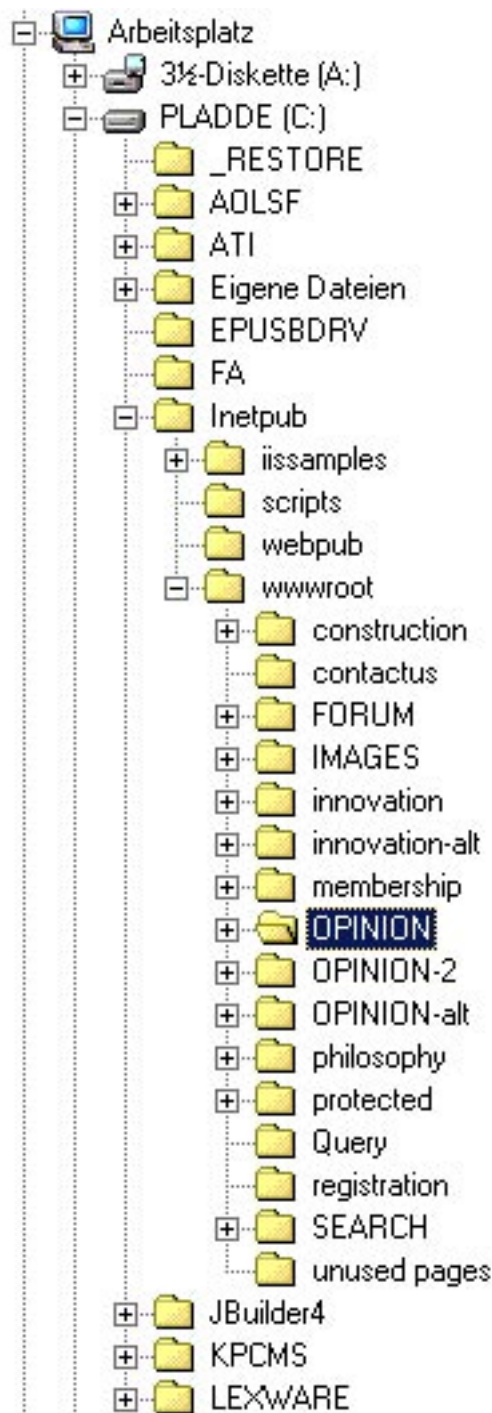 Arbeitsplatz
3½-Diskette (A:)
PLADDE (C:)
_RESTORE
AOLSF
ATI
Eigene Dateien
EPUSBDRV
FA
Inetpub
iissamples
scripts
webpub
wwwroot
construction
contactus
FORUM
IMAGES
innovation
innovation-alt
membership
OPINION
OPINION-2
OPINION-alt
philosophy
protected
Query
registration
SEARCH
unused pages
JBuilder4
KPCMS
LEXWARE